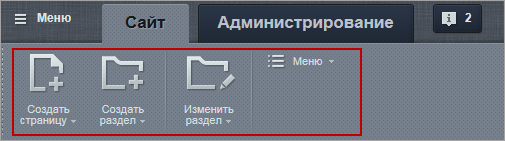 Меню Сайт Администрирование 2
Создать страницу
Создать раздел
Изменить раздел
Меню